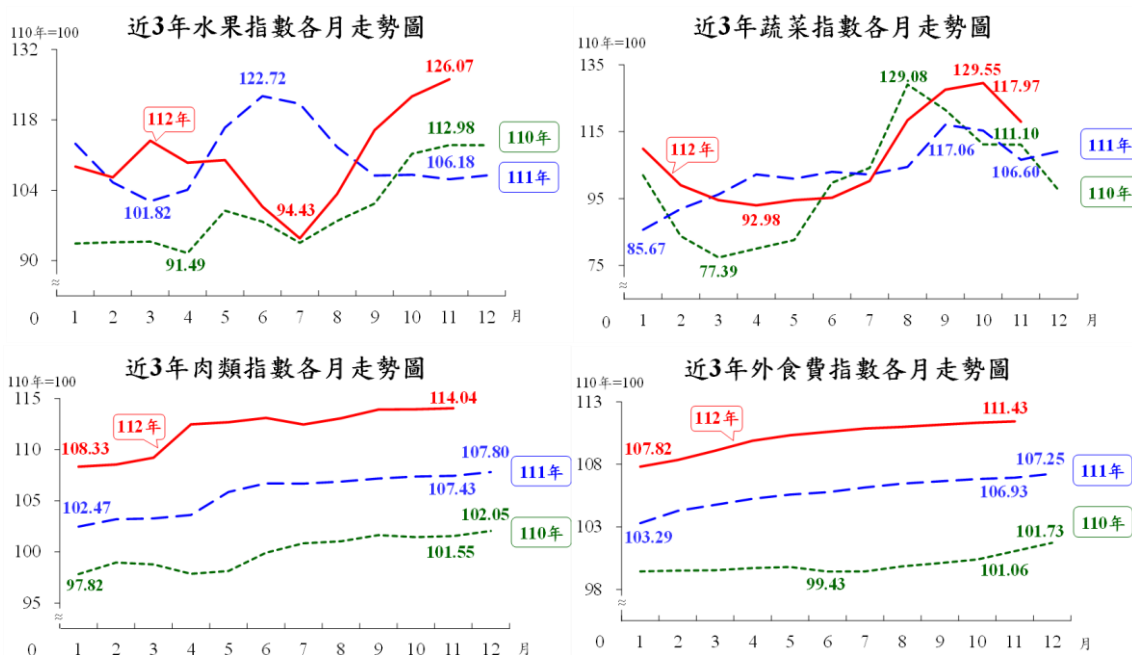 近3年水果指數各月走勢圖
110年=100
132
118
104
90
0
112年
122.72
126.07
112.98
110年
106.18
111年
101.82
94.43
91.49
1 2 3 4 5 6 7 8 9 10 11 12 月
近3年蔬菜指數各月走勢圖
110年=100
135
115
95
75
0
129.08
129.55
117.97
112年
111.10
111年
117.06
106.60
110年
92.98
85.67
77.39
1 2 3 4 5 6 7 8 9 10 11 12 月
近3年肉類指數各月走勢圖
110年=100
115
110
105
100
95
0
114.04
112年
108.33
107.80
111年
107.43
102.47
102.05
110年
101.55
97.82
1 2 3 4 5 6 7 8 9 10 11 12 月
近3年外食費指數各月走勢圖
110年=100
113
108
103
98
0
111.43
112年
107.82
107.25
111年
106.93
103.29
110年
101.73
101.06
99.43
1 2 3 4 5 6 7 8 9 10 11 12 月